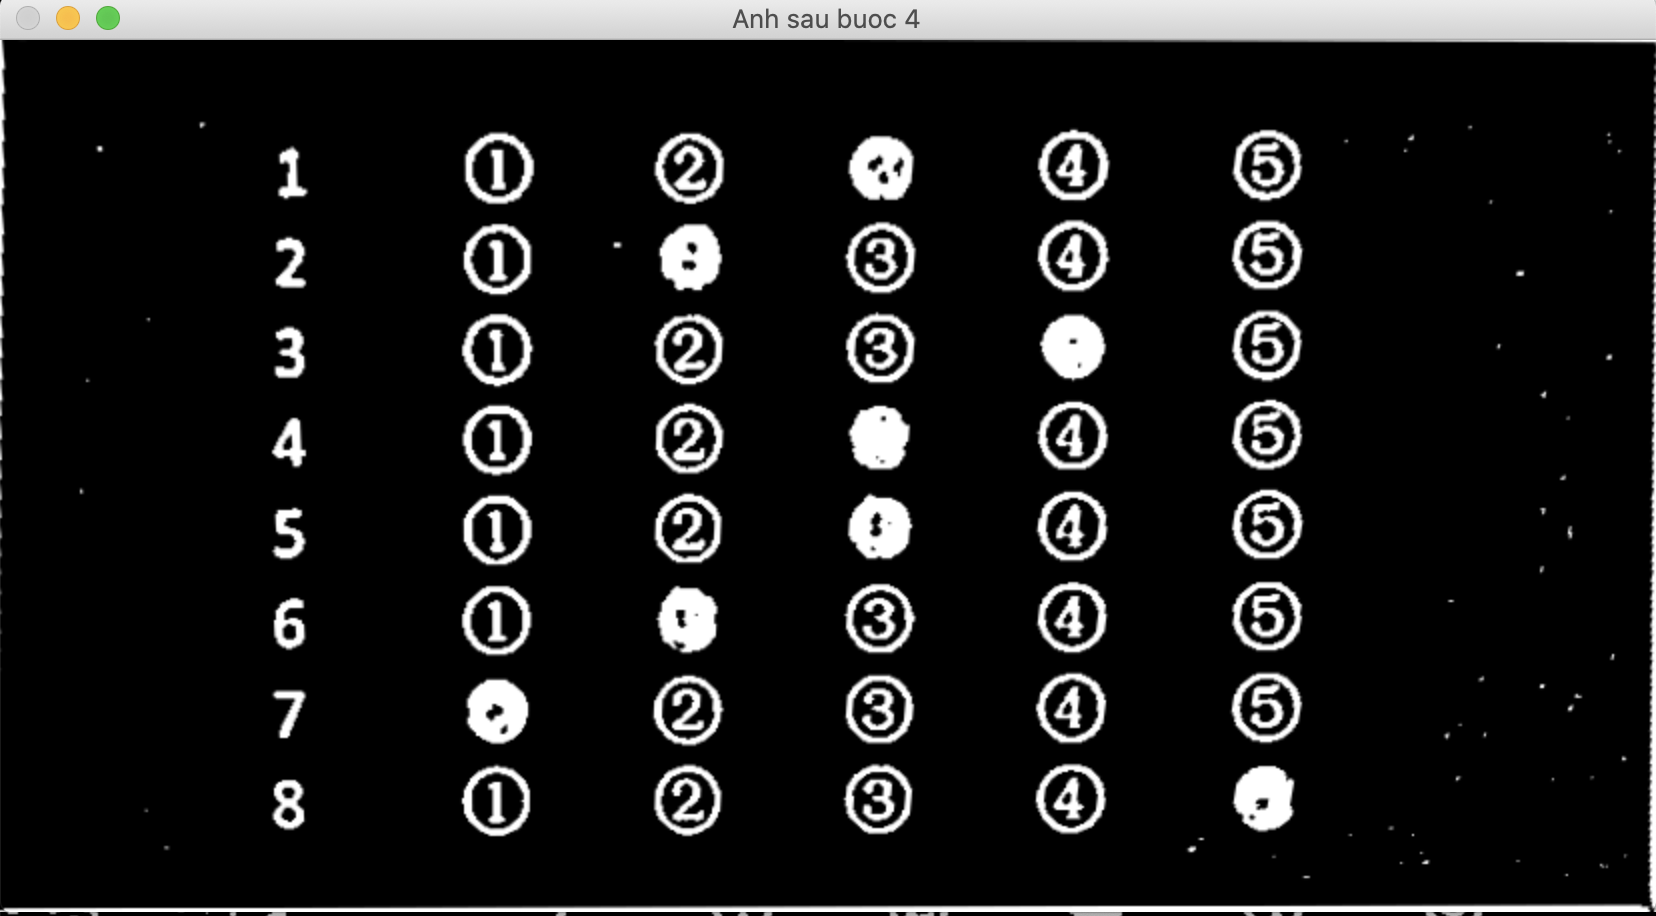 Anh sau buoc 4
1 ① ② ④ ⑤
2 ① ③ ④ ⑤
3 ① ② ③ ⑤
4 ① ② ④ ⑤
5 ① ② ④ ⑤
6 ① ③ ④ ⑤
7 ② ③ ④ ⑤
8 ① ② ③ ④